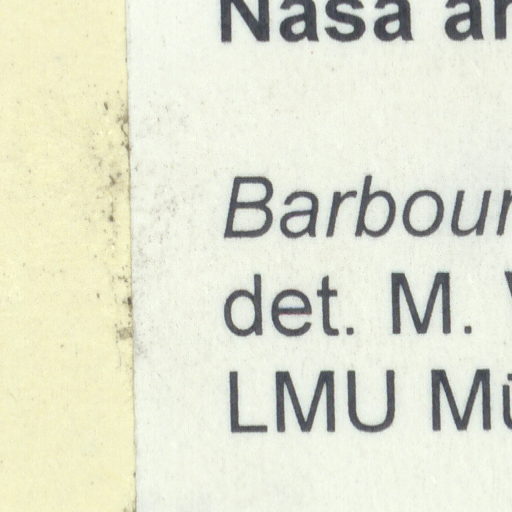 Nasa
Barbour
det. M.
LMU